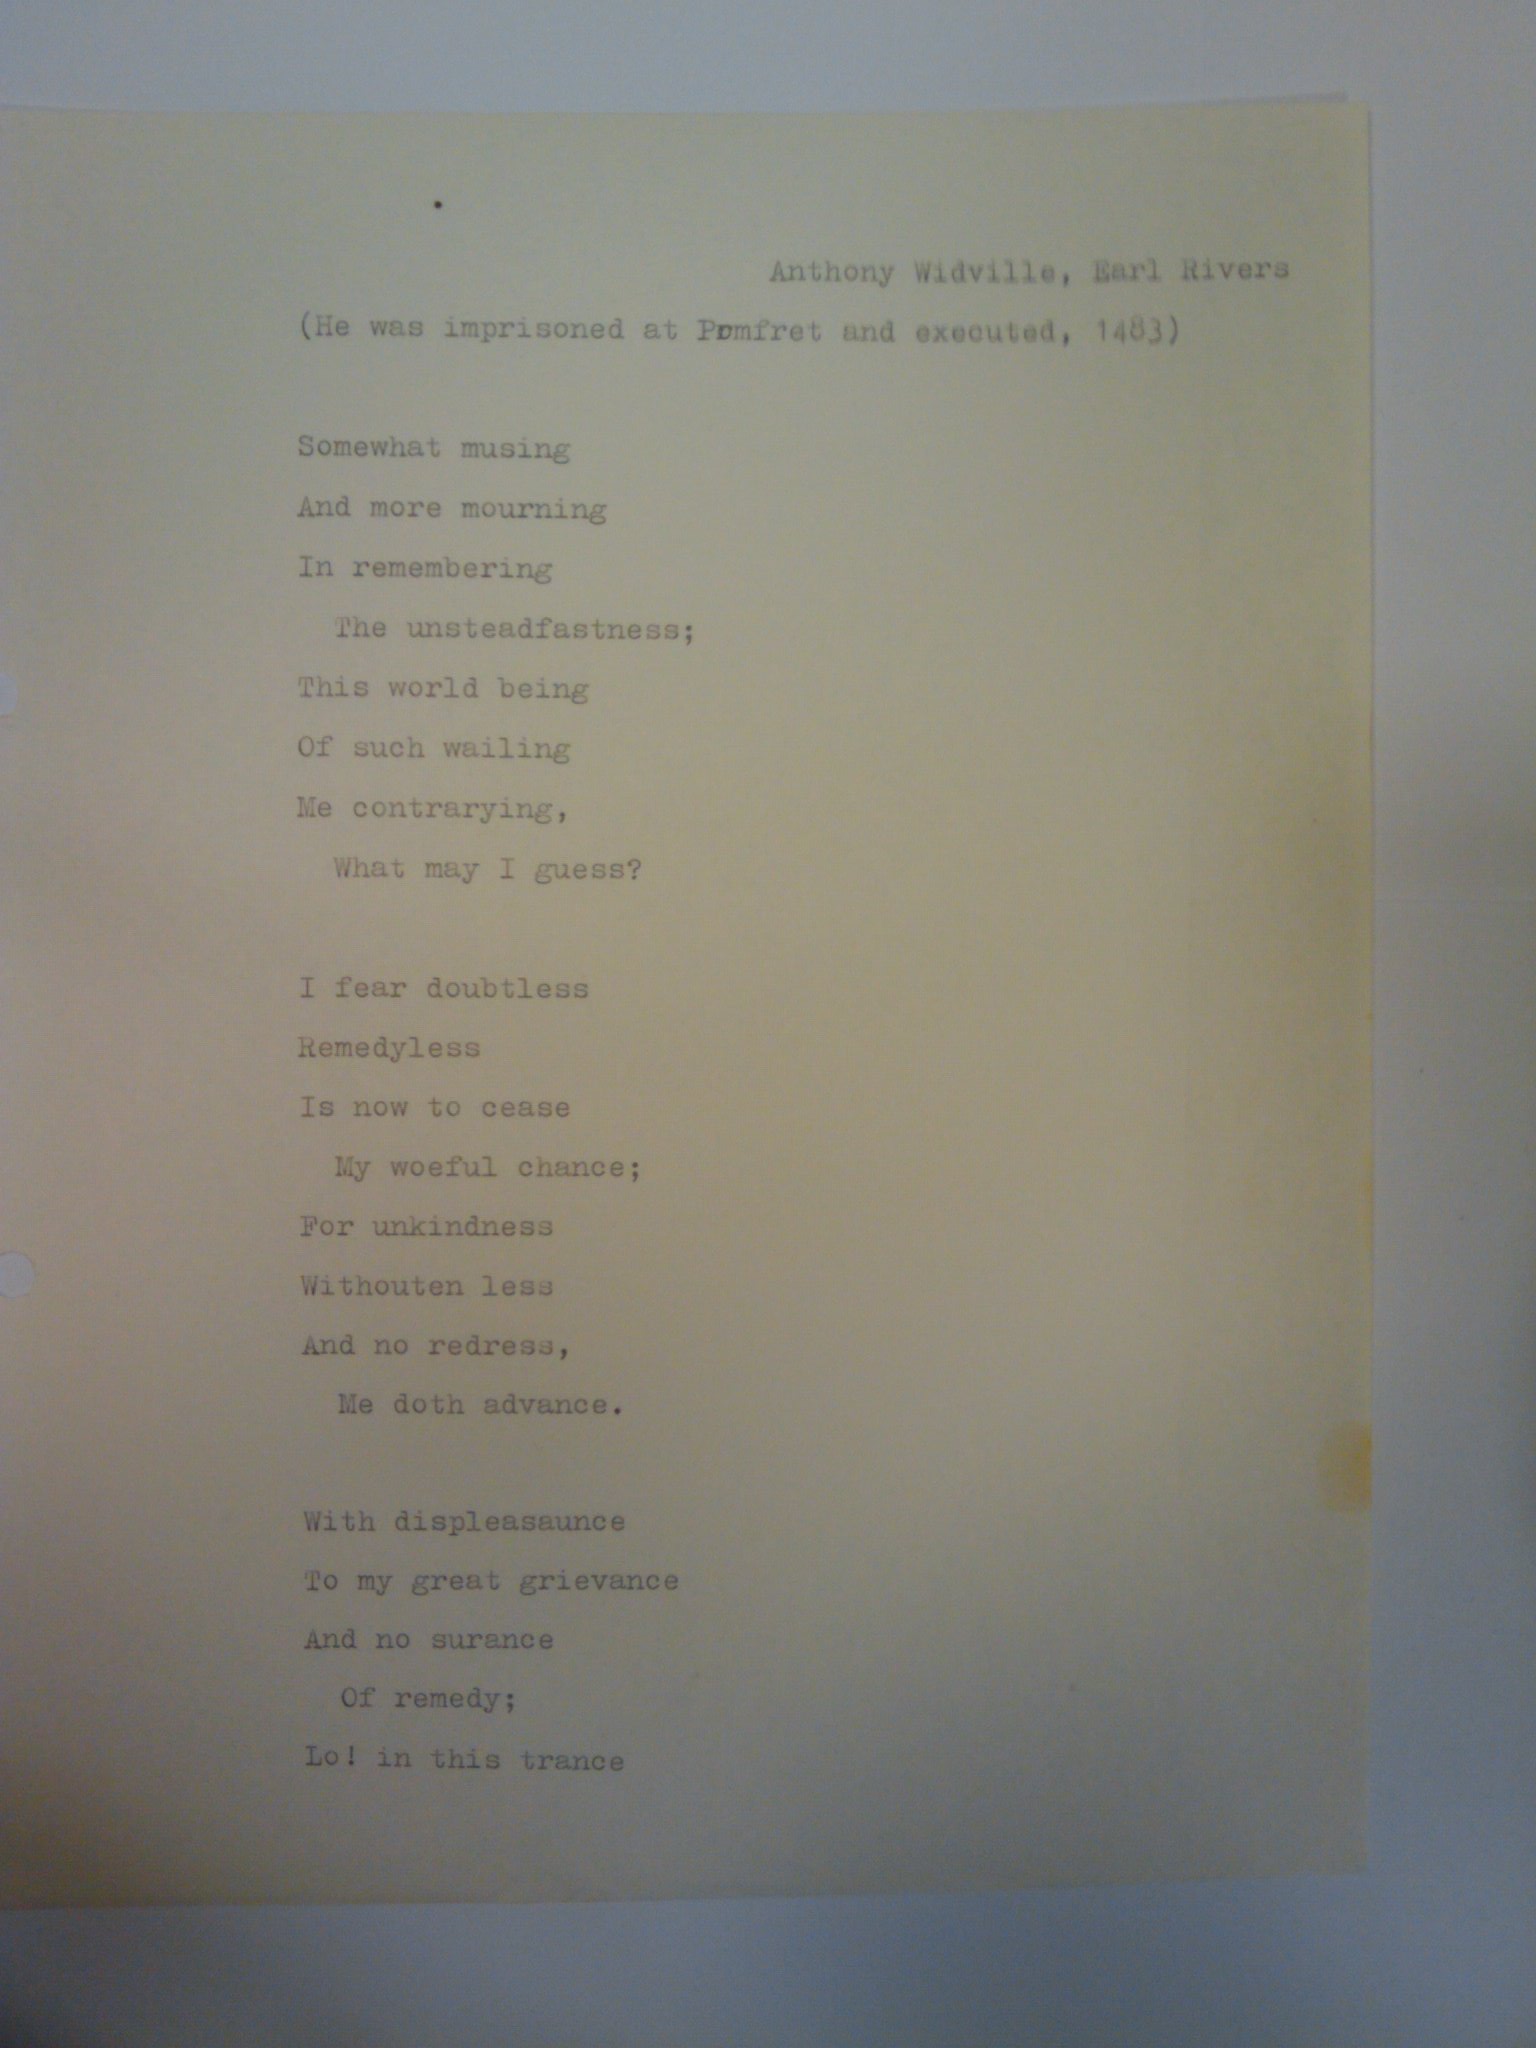 Anthony Widville, Earl Rivers
(He was imprisoned at Pomfret and executed, 1483)
Somewhat musing
And more mourning
In remembering
The unsteadfastness;
This world being
Of such wailing
Me contrarying,
What may I guess?
I fear doubtless
Remedyless
Is now to cease
My woeful chance;
For unkindness
Withouten less
And no redress,
Me doth advance.
With displeasaunce
To my great grievance
And no surance
Of remedy;
Lo! in this trance